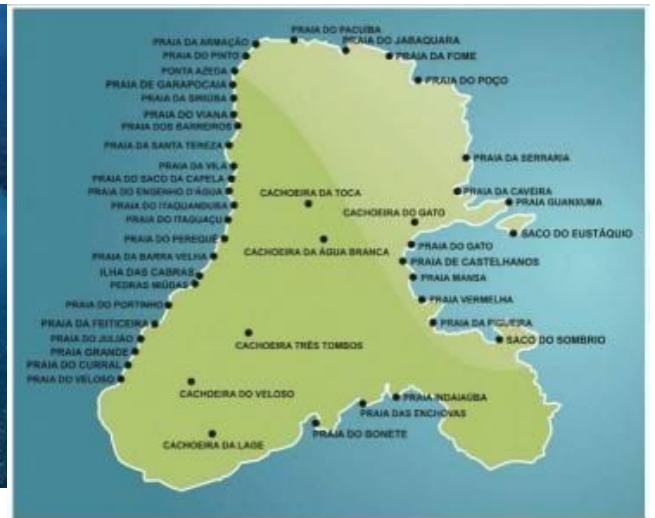 PRAIA DO PACUÍBA
PRAIA DA ARMAÇÃO
PRAIA DO JABAQUARA
PRAIA DO PINTO
PRAIA DA FOME
PONTA AZEDA
PRAIA DE GARAPOCAIA
PRAIA DO POÇO
PRAIA DA SIRIÚBA
PRAIA DO VIANA
PRAIA DOS BARREIROS
PRAIA DA SANTA TEREZA
PRAIA DA SERRARIA
PRAIA DA VILA
PRAIA DO SACO DA CAPELA
PRAIA DO ENGENHO D'ÁGUA
CACHOEIRA DA TOCA
PRAIA DA CAVEIRA
PRAIA GUANXUMA
PRAIA DO ITAQUANDUBA
PRAIA DO ITAGUAÇU
CACHOEIRA DO GATO
SACO DO EUSTÁQUIO
PRAIA DO PEREQUÊ
CACHOEIRA DA ÁGUA BRANCA
PRAIA DO GATO
PRAIA DA BARRA VELHA
PRAIA DE CASTELHANOS
ILHA DAS CABRAS
PRAIA MANSA
PEDRAS MIÚDAS
PRAIA DO PORTINHO
PRAIA VERMELHA
PRAIA DA FEITICEIRA
PRAIA DA FIGUEIRA
PRAIA DO JULIÃO
CACHOEIRA TRÊS TOMBOS
SACO DO SOMBRIO
PRAIA GRANDE
PRAIA DO CURRAL
PRAIA DO VELOSO
CACHOEIRA DO VELOSO
PRAIA INDAIAÚBA
PRAIA DAS ENCHOVAS
PRAIA DO BONETE
CACHOEIRA DA LAGE